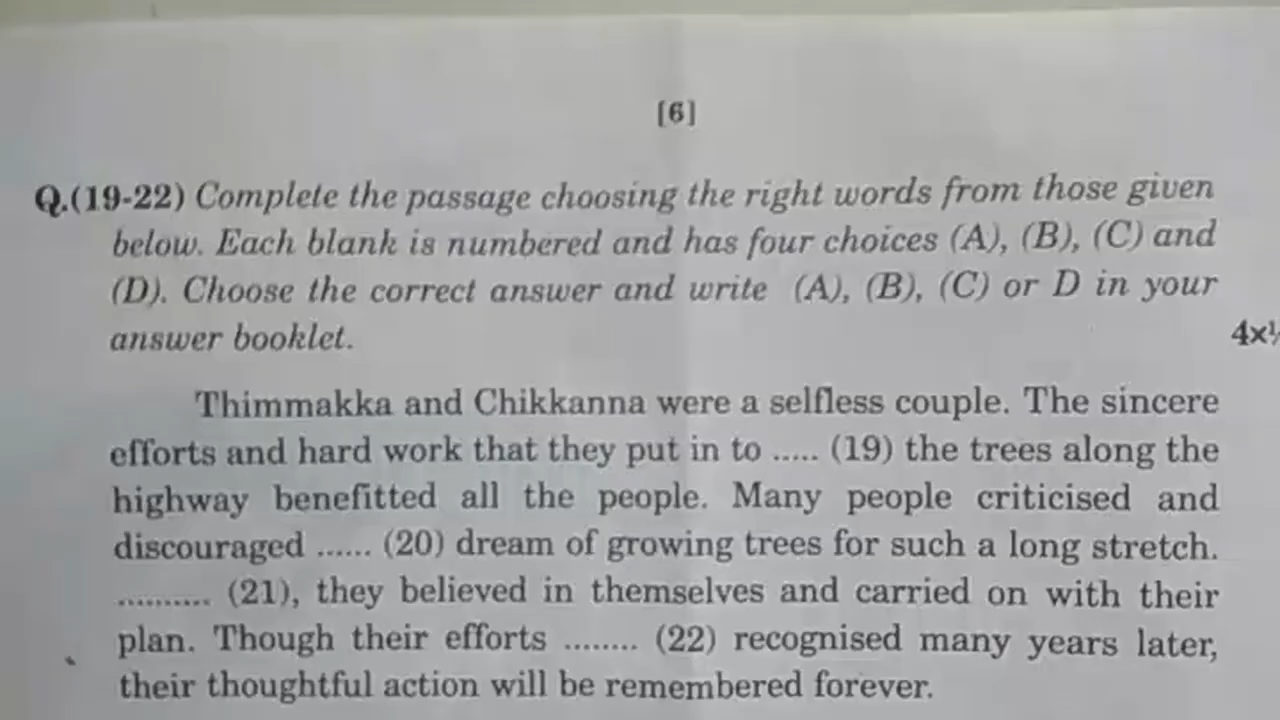 [6]
Q.(19-22) Complete the passage choosing the right words from those given
below. Each blank is numbered and has four choices (A), (B), (C) and
(D). Choose the correct answer and write (A), (B), (C) or D in your
answer booklet.
4x
Thimmakka and Chikkanna were a selfless couple. The sincere
efforts and hard work that they put in to ..... (19) the trees along the
highway benefitted all the people. Many people criticised and
discouraged ...... (20) dream of growing trees for such a long stretch.
.......... (21), they believed in themselves and carried on with their
plan. Though their efforts ........ (22) recognised many years later,
their thoughtful action will be remembered forever.